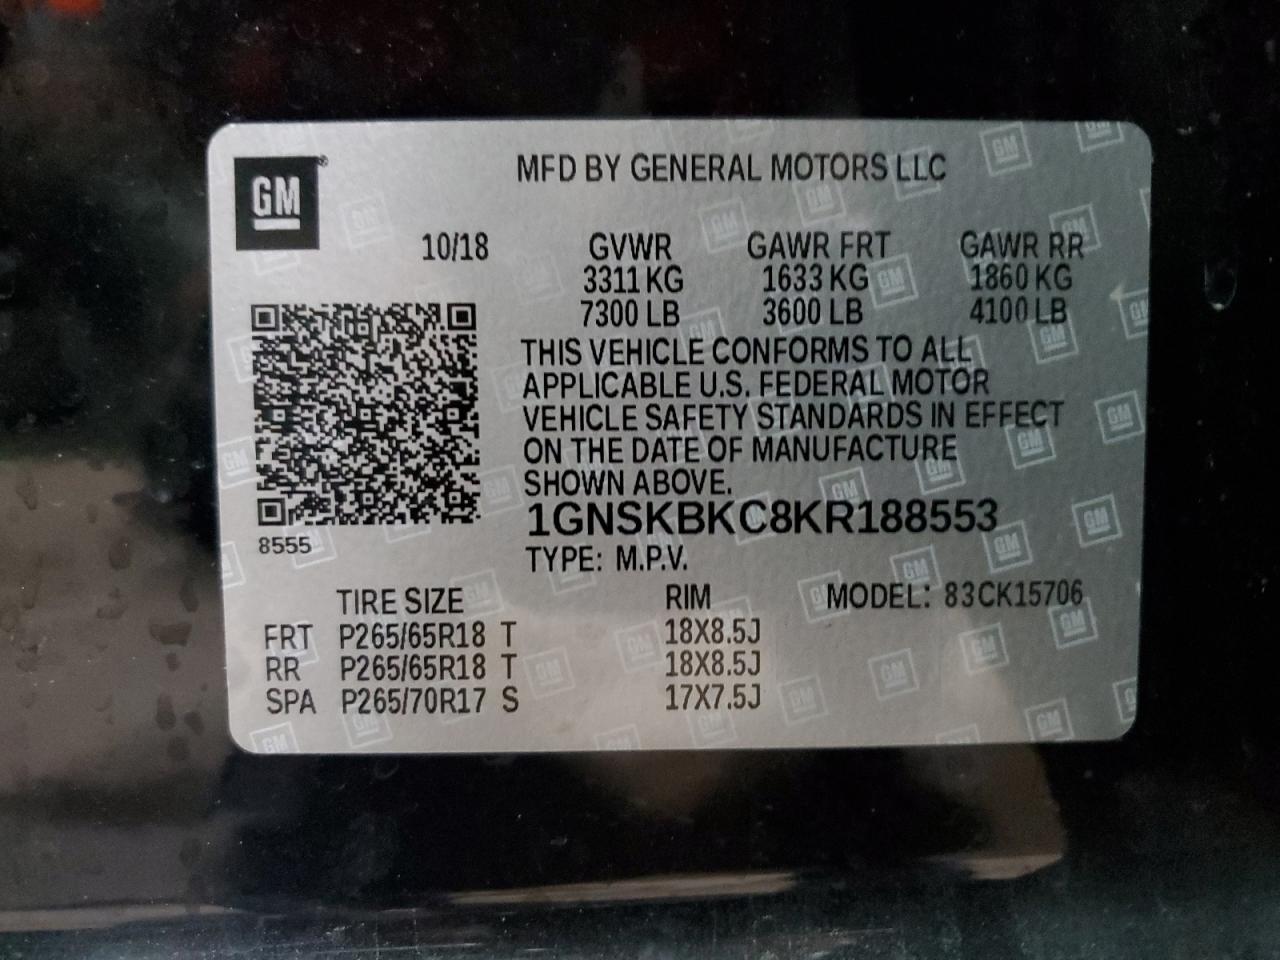 GM
MFD BY GENERAL MOTORS LLC
10/18 GVWR GAWR FRT GAWR RR
3311 KG 1633 KG 1860 KG
7300 LB 3600 LB 4100 LB
THIS VEHICLE CONFORMS TO ALL
APPLICABLE U.S. FEDERAL MOTOR
VEHICLE SAFETY STANDARDS IN EFFECT
ON THE DATE OF MANUFACTURE
SHOWN ABOVE.
1GNSKBKC8KR188553
8555
TYPE: M.P.V.
TIRE SIZE RIM MODEL: 83CK15706
FRT P265/65R18 T 18X8.5J
RR P265/65R18 T 18X8.5J
SPA P265/70R17 S 17X7.5J